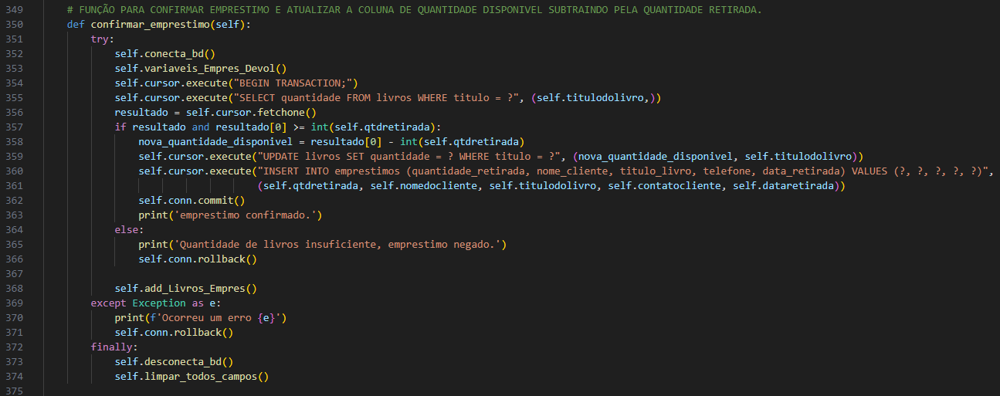 349 # FUNÇÃO PARA CONFIRMAR EMPRESTIMO E ATUALIZAR A COLUNA DE QUANTIDADE DISPONIVEL SUBTRAINDO PELA QUANTIDADE RETIRADA.
350 def confirmar_emprestimo(self):
351 try:
352 self.conecta_bd()
353 self.variaveis_Empres_Devol()
354 self.cursor.execute("BEGIN TRANSACTION;")
355 self.cursor.execute("SELECT quantidade FROM livros WHERE titulo = ?", (self.titulodolivro,))
356 resultado = self.cursor.fetchone()
357 if resultado and resultado[0] >= int(self.qtdretirada):
358 nova_quantidade_disponivel = resultado[0] - int(self.qtdretirada)
359 self.cursor.execute("UPDATE livros SET quantidade = ? WHERE titulo = ?", (nova_quantidade_disponivel, self.titulodolivro))
360 self.cursor.execute("INSERT INTO emprestimos (quantidade_retirada, nome_cliente, titulo_livro, telefone, data_retirada) VALUES (?, ?, ?, ?, ?)",
361 (self.qtdretirada, self.nomedocliente, self.titulodolivro, self.contatocliente, self.dataretirada))
362 self.conn.commit()
363 print('emprestimo confirmado.')
364 else:
365 print('Quantidade de livros insuficiente, emprestimo negado.')
366 self.conn.rollback()
367
368 self.add_Livros_Empres()
369 except Exception as e:
370 print(f'Ocorreu um erro {e}')
371 self.conn.rollback()
372 finally:
373 self.desconecta_bd()
374 self.limpar_todos_campos()
375